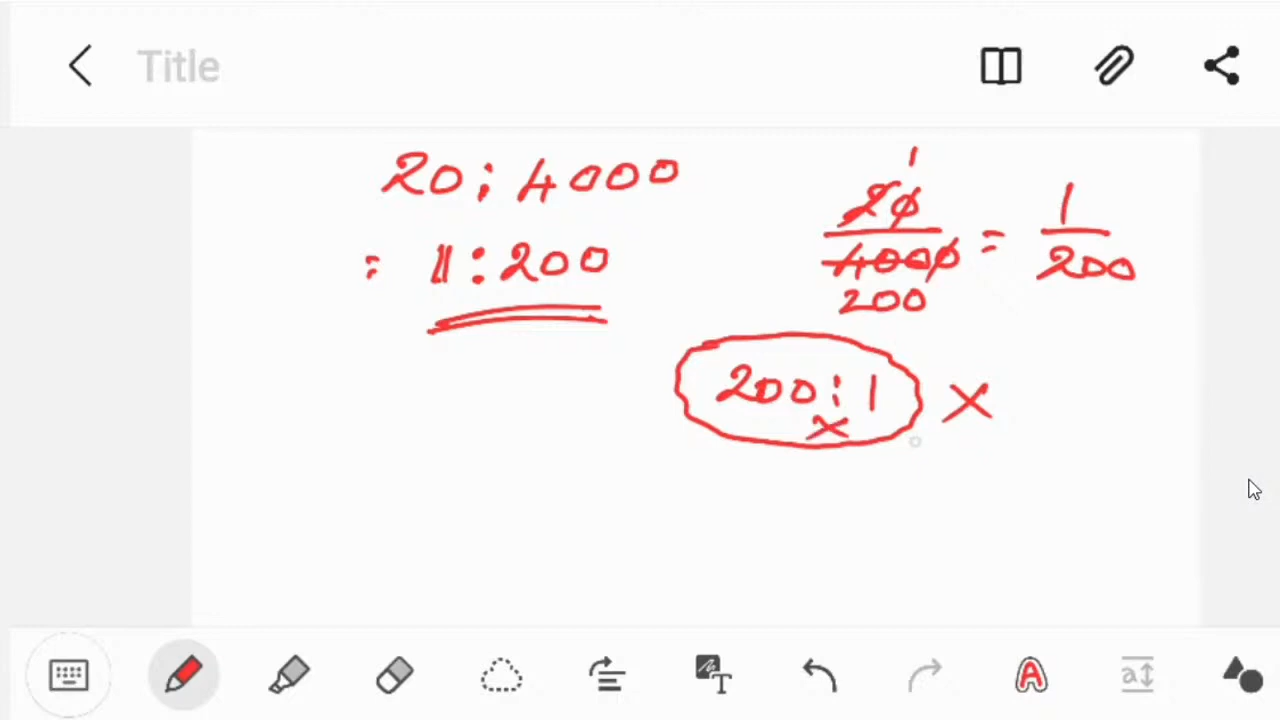 Title
20 : 4000
= 1 : 200
1
20
4000
200
=
1
200
200 : 1
×
×
T
A
a